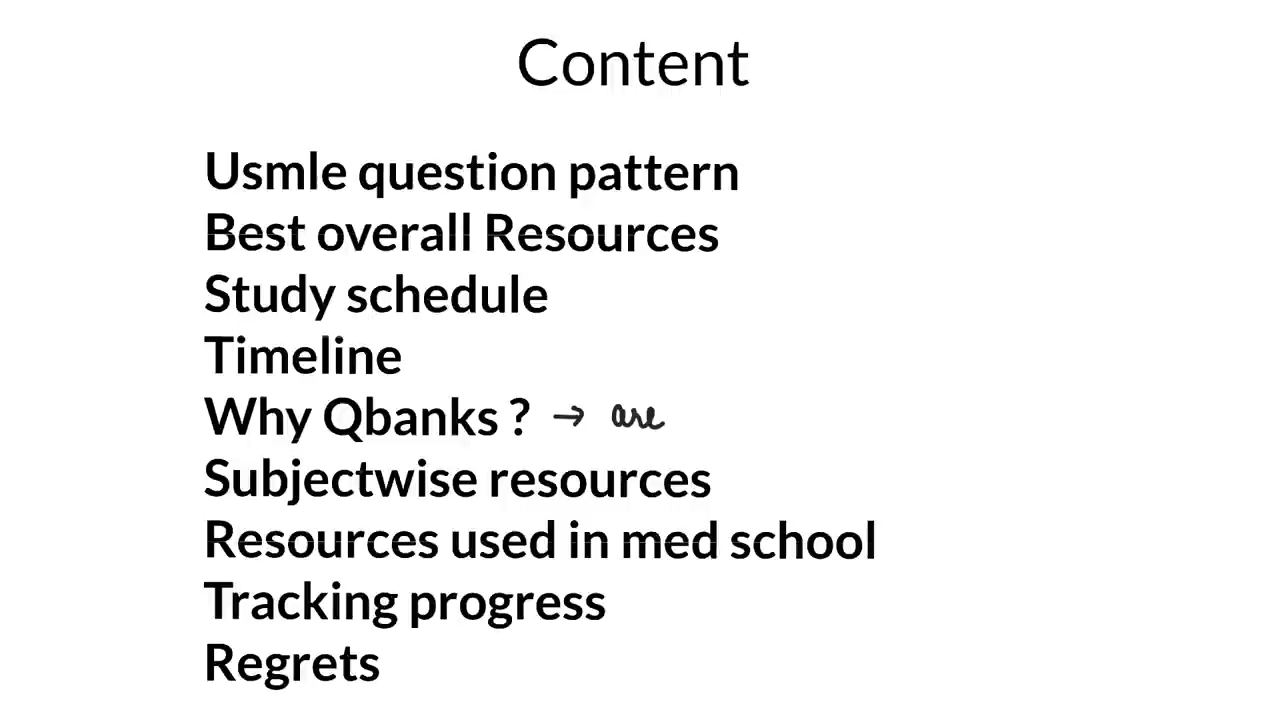 Content
Usmle question pattern
Best overall Resources
Study schedule
Timeline
Why Qbanks ? → are
Subjectwise resources
Resources used in med school
Tracking progress
Regrets